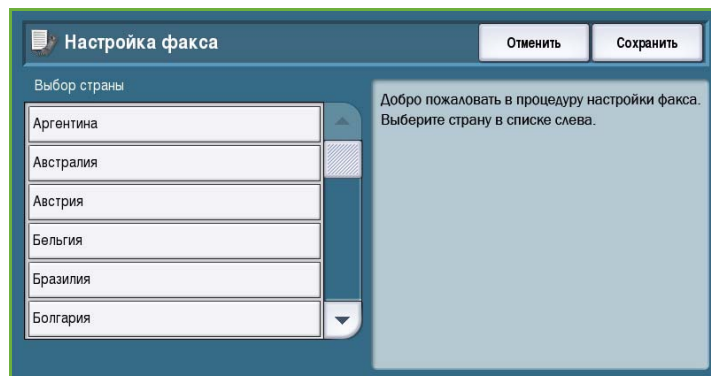 Настройка факса
Отменить
Сохранить
Выбор страны
Аргентина
Австралия
Австрия
Бельгия
Бразилия
Болгария
Добро пожаловать в процедуру настройки факса.
Выберите страну в списке слева.